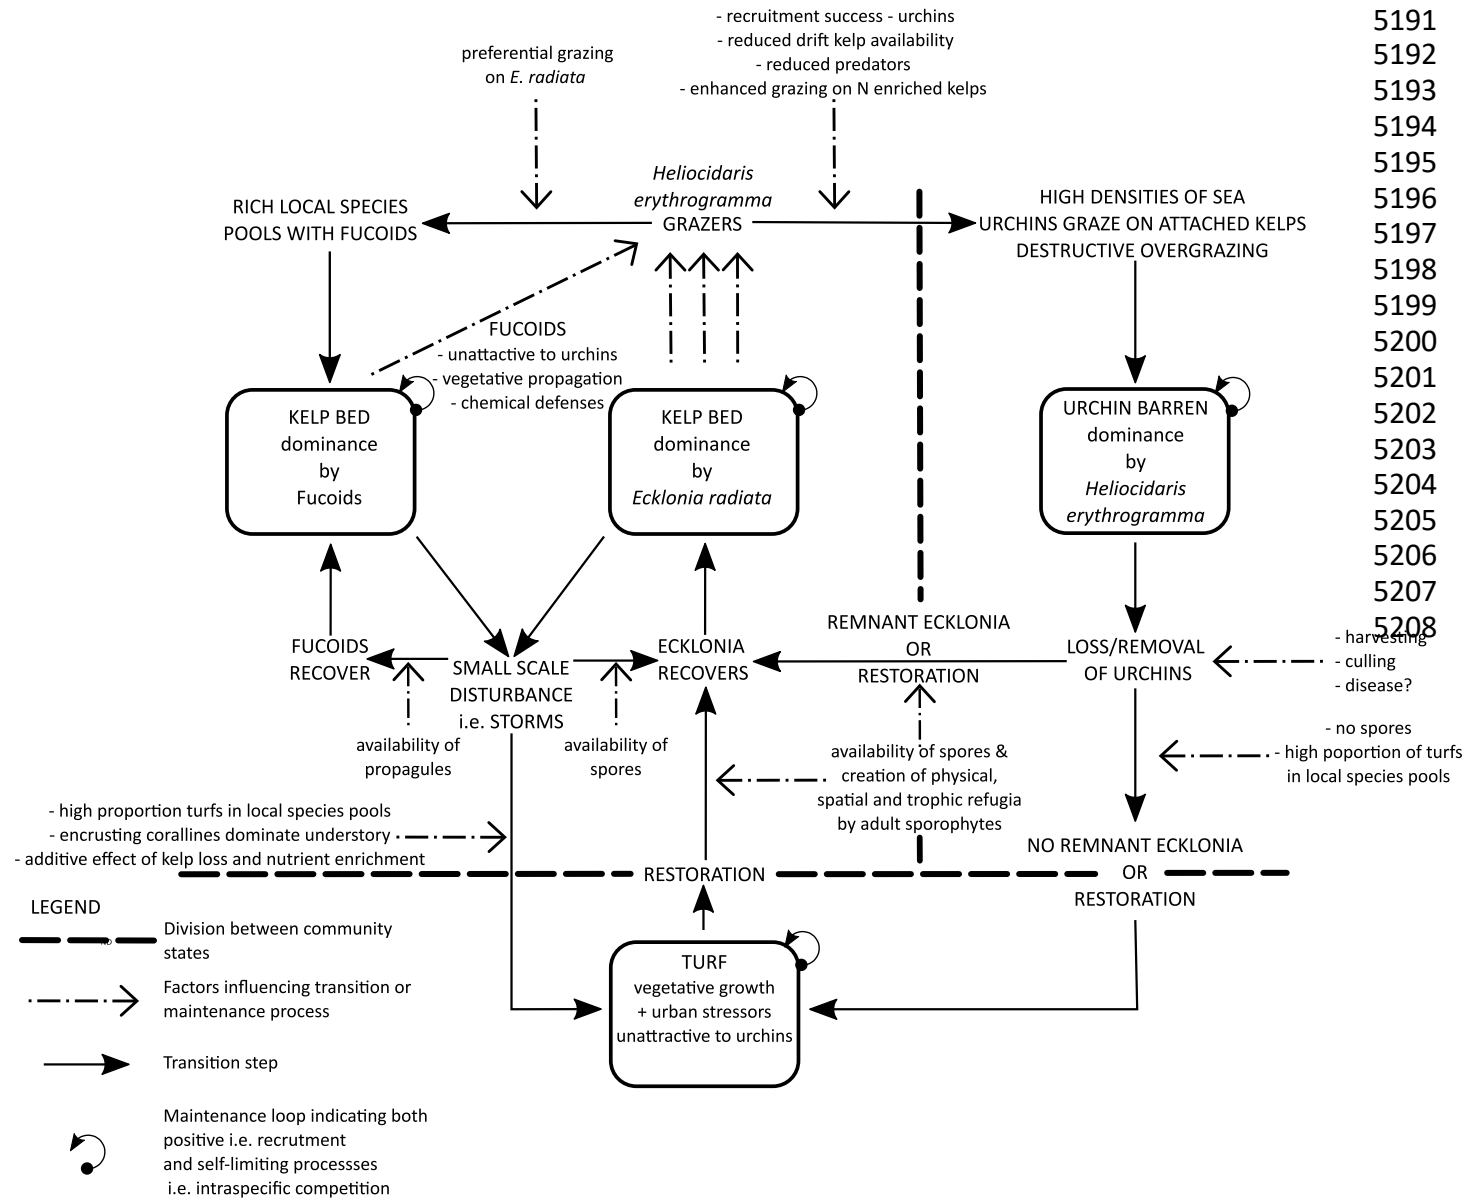 - recruitment success - urchins
- reduced drift kelp availability
- reduced predators
- enhanced grazing on N enriched kelps
preferential grazing
on E. radiata
5191
5192
5193
5194
5195
5196
5197
5198
5199
5200
5201
5202
5203
5204
5205
5206
5207
5208
RICH LOCAL SPECIES
POOLS WITH FUCOIDS
Heliocidaris
erythrogramma
GRAZERS
HIGH DENSITIES OF SEA
URCHINS GRAZE ON ATTACHED KELPS
DESTRUCTIVE OVERGRAZING
FUCOIDS
- unattactive to urchins
- vegetative propagation
- chemical defenses
KELP BED
dominance
by
Fucoids
KELP BED
dominance
by
Ecklonia radiata
URCHIN BARREN
dominance
by
Heliocidaris
erythrogramma
FUCOIDS
RECOVER
SMALL SCALE
DISTURBANCE
i.e. STORMS
ECKLONIA
RECOVERS
REMNANT ECKLONIA
OR
RESTORATION
LOSS/REMOVAL
OF URCHINS
- harvesting
- culling
- disease?
availability of
propagules
availability of
spores
availability of spores &
creation of physical,
spatial and trophic refugia
by adult sporophytes
- no spores
- high poportion of turfs
in local species pools
- high proportion turfs in local species pools
- encrusting corallines dominate understory
- additive effect of kelp loss and nutrient enrichment
RESTORATION
NO REMNANT ECKLONIA
OR
RESTORATION
TURF
vegetative growth
+ urban stressors
unattractive to urchins
LEGEND
Division between community
states
Factors influencing transition or
maintenance process
Transition step
Maintenance loop indicating both
positive i.e. recrutment
and self-limiting processses
i.e. intraspecific competition